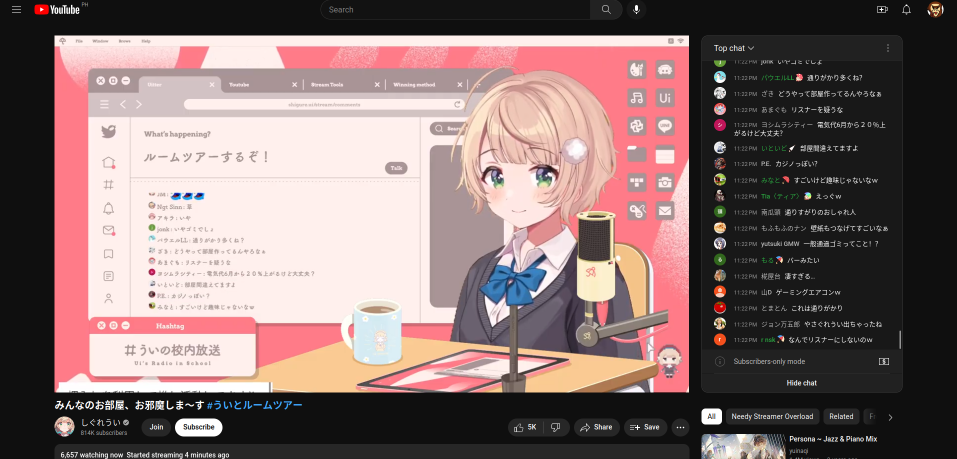 YouTube PH
Search
File Window Boxes Help
Youtube
Stream Tools
Winning method
What's happening?
ルームツアーするぞ！
Talk
Ngt Sinn : 草
アキラ : いや
jonk : いやゴミでしょ
パウエルLL : 通りがかり多くね？
ざき : どうやって部屋作ってるんやろなぁ
あまぐも : リスナーを疑うな
ヨシムラシティー : 電気代6月から２０％上がるけど大丈夫？
いといど : 部屋間違えてますよ
P.E. : カジノっぽい？
みなと : すごいけど趣味じゃないなw
Ui
LINE
Hashtag
#ういの校内放送
Ui's Radio in School
みんなのお部屋、お邪魔しま〜す #ういとルームツアー
しぐれうい
814K subscribers
Join
Subscribe
5K
Share
Save
6,657 watching now Started streaming 4 minutes ago
Top chat
11:22 PM jonk いやゴミでしょ
11:22 PM パウエルLL 通りがかり多くね？
11:22 PM ざき どうやって部屋作ってるんやろなぁ
11:22 PM あまぐも リスナーを疑うな
11:22 PM ヨシムラシティー 電気代6月から２０％上
がるけど大丈夫？
11:22 PM いといど 部屋間違えてますよ
11:22 PM P.E. カジノっぽい？
11:22 PM みなと すごいけど趣味じゃないなw
11:22 PM Tia〈ティア〉 えっぐw
11:22 PM 南瓜頭 通りすがりのおしゃれ人
11:22 PM もふもふのナン 壁紙もつなげてすごいなぁ
11:22 PM yutsuki GMW 一般通過ゴミってこと！？
11:22 PM もる バーみたい
11:22 PM 椛屋台 凄すぎる...
11:22 PM 山D ゲーミングエアコンw
11:22 PM とまとん これは通りがかり
11:22 PM ジョン万五郎 やさぐれうい出ちゃったね
11:22 PM r nsk なんでリスナーにしないのw
Subscribers-only mode
Hide chat
All
Needy Streamer Overload
Related
Persona ~ Jazz & Piano Mix
yuinaqi